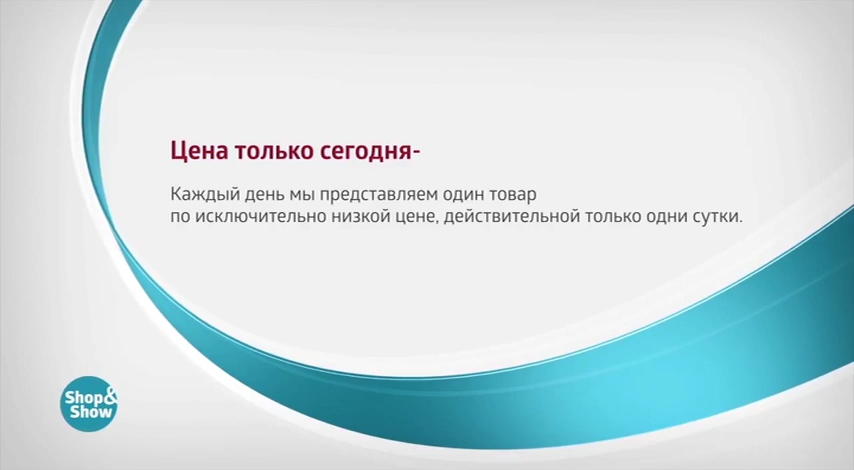 Цена только сегодня-
Каждый день мы представляем один товар
по исключительно низкой цене, действительной только одни сутки.
Shop&
Show